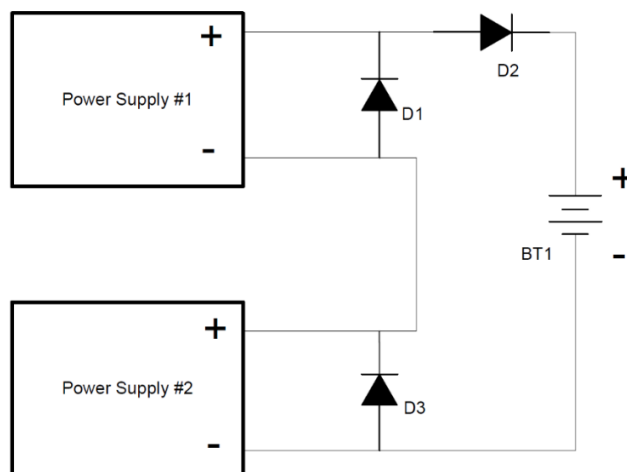 +
D2
Power Supply #1
D1
-
+
BT1
-
+
Power Supply #2
D3
-